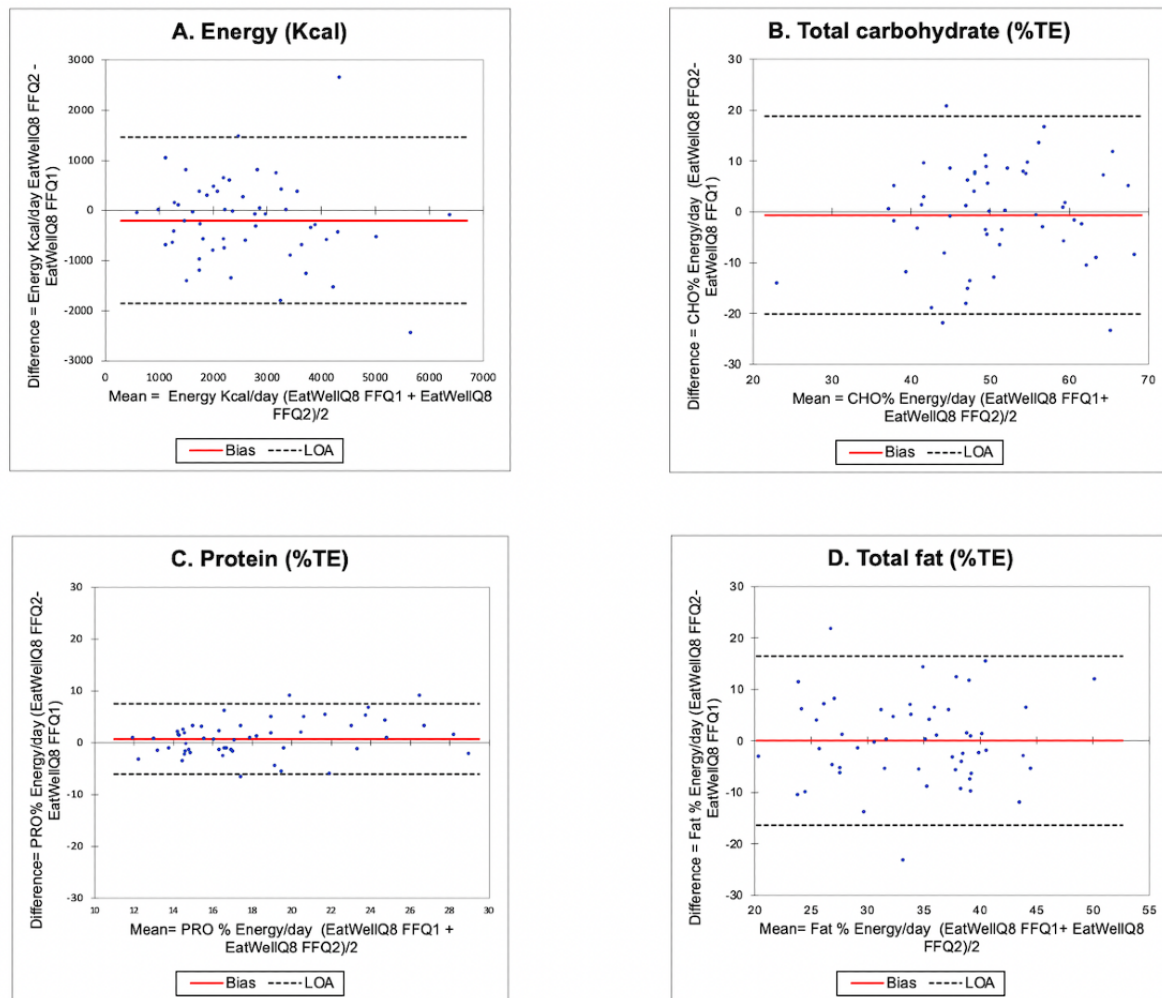 A. Energy (Kcal)
Difference = Energy Kcal/day EatWellQ8 FFQ2 -
EatWellQ8 FFQ1)
3000
2000
1000
0
-1000
-2000
-3000
0 1000 2000 3000 4000 5000 6000 7000
Mean = Energy Kcal/day (EatWellQ8 FFQ1 + EatWellQ8
FFQ2)/2
Bias LOA
B. Total carbohydrate (%TE)
Difference = CHO% Energy/day (EatWellQ8 FFQ2-
EatWellQ8 FFQ1)
30
20
10
0
-10
-20
-30
20 30 40 50 60 70
Mean = CHO% Energy/day (EatWellQ8 FFQ1+
EatWellQ8 FFQ2)/2
Bias LOA
C. Protein (%TE)
Difference= PRO% Energy/day (EatWellQ8 FFQ2-
EatWellQ8 FFQ1)
30
20
10
0
-10
-20
-30
10 12 14 16 18 20 22 24 26 28 30
Mean= PRO % Energy/day (EatWellQ8 FFQ1 +
EatWellQ8 FFQ2)/2
Bias LOA
D. Total fat (%TE)
Difference = Fat % Energy/day (EatWellQ8 FFQ2-
EatWellQ8 FFQ1)
30
20
10
0
-10
-20
-30
20 25 30 35 40 45 50 55
Mean= Fat % Energy/day (EatWellQ8 FFQ1+ EatWellQ8
FFQ2)/2
Bias LOA